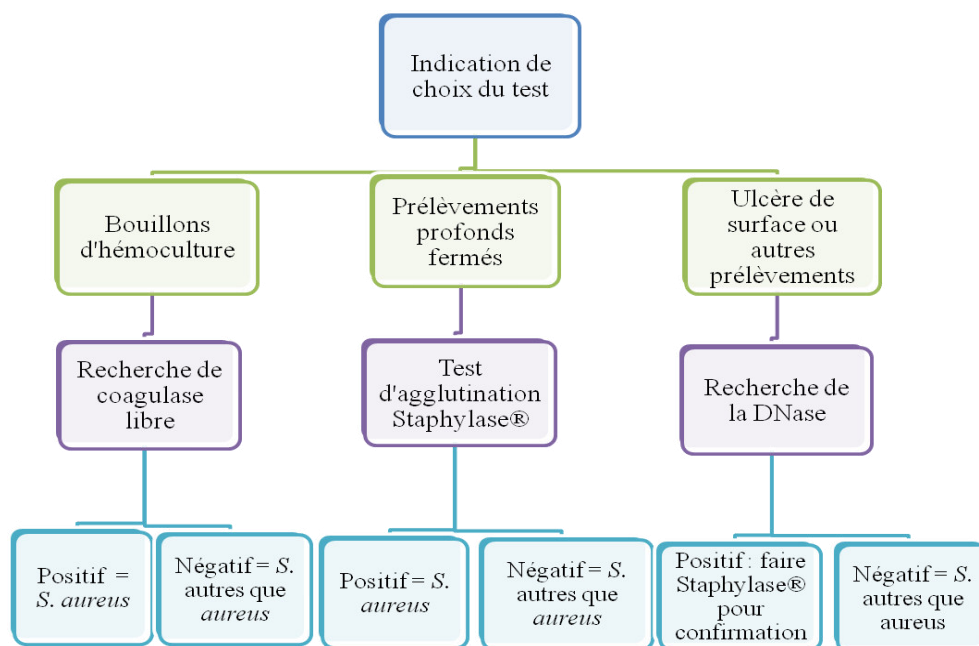 Indication de
choix du test
Bouillons
d'hémoculture
Prélèvements
profonds
fermés
Ulcère de
surface ou
autres
prélèvements
Recherche de
coagulase
libre
Test
d'agglutination
Staphylase®
Recherche de
la DNase
Positif =
S. aureus
Négatif = S.
autres que
aureus
Positif = S.
aureus
Négatif = S.
autres que
aureus
Positif : faire
Staphylase®
pour
confirmation
Négatif = S.
autres que
aureus